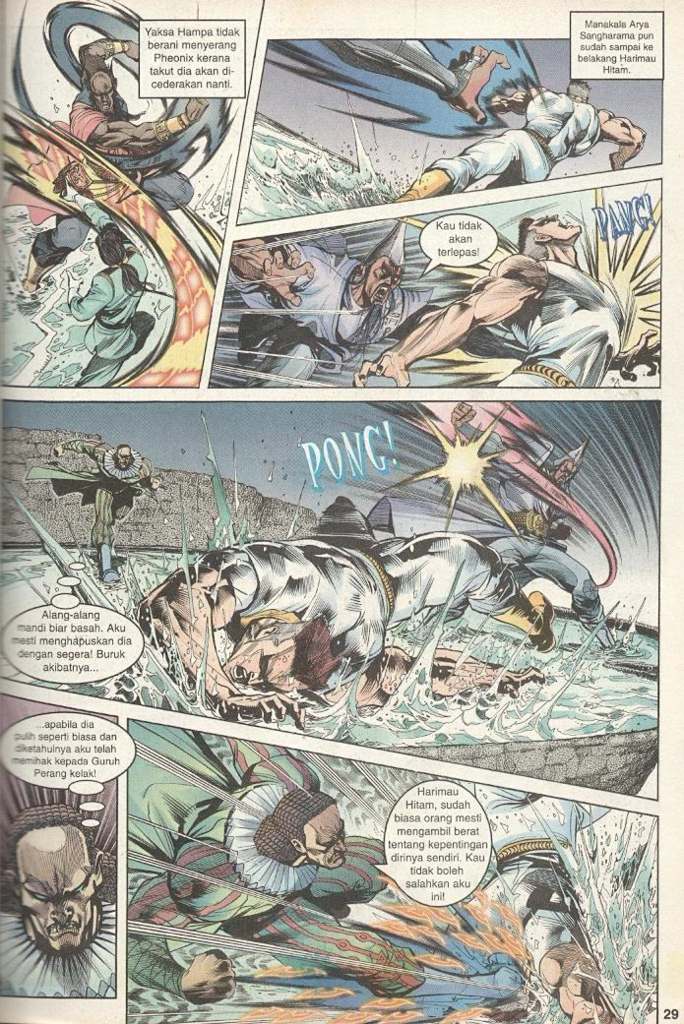 Yaksa Hampa tidak
berani menyerang
Pheonix kerana
takut dia akan di-
cederakan nanti.
Manakala Arya
Sangharama pun
sudah sampai ke
belakang Harimau
Hitam.
Kau tidak
akan
terlepas!
PANG!
PONG!
Alang-alang
mandi biar basah. Aku
mesti menghapuskan dia
dengan segera! Buruk
akibatnya...
...apabila dia
pulih seperti biasa dan
diketahuinya aku telah
memihak kepada Guruh
Perang kelak!
Harimau
Hitam, sudah
biasa orang mesti
mengambil berat
tentang kepentingan
dirinya sendiri. Kau
tidak boleh
salahkan aku
ini!
29